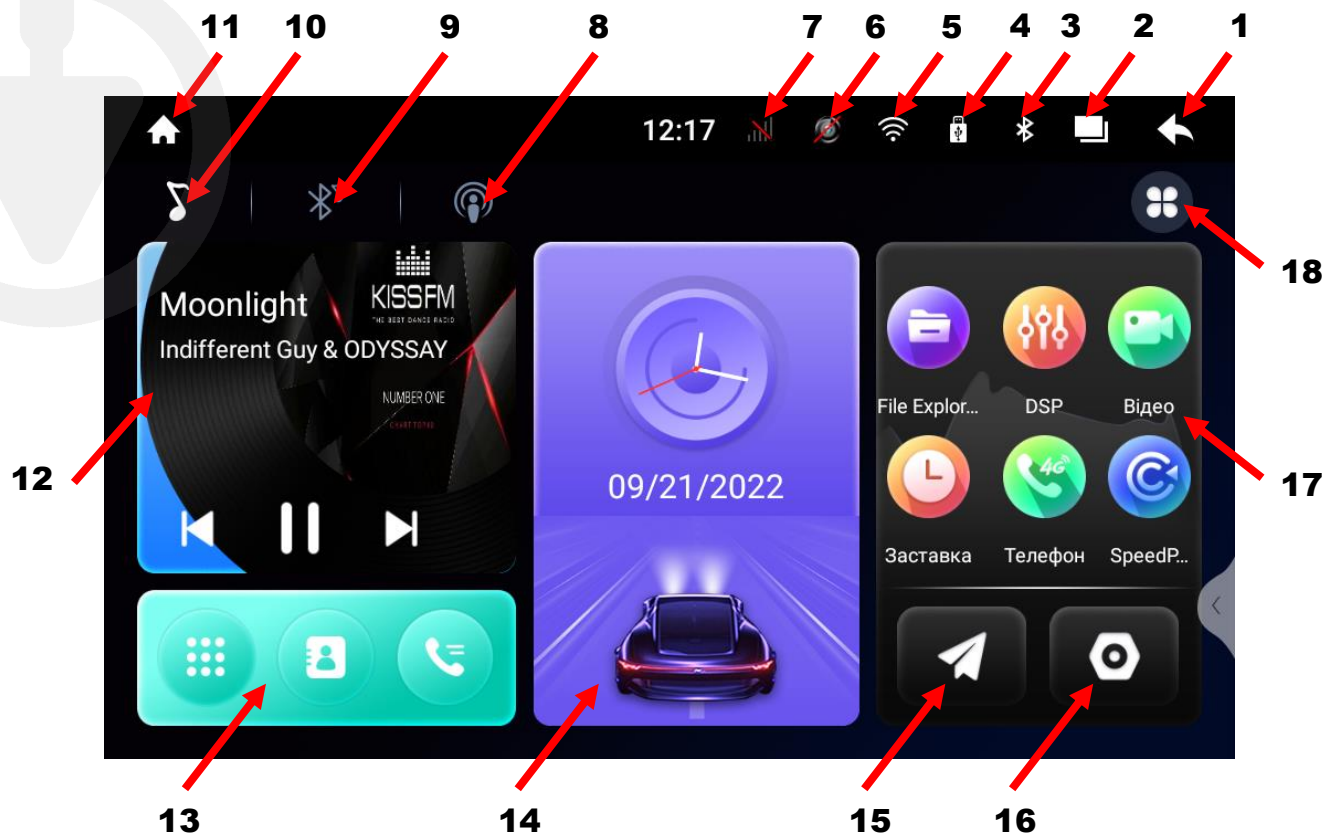 11 10 9 8 7 6 5 4 3 2 1
12:17
18
Moonlight
Indifferent Guy & ODYSSAY
KISSFM
THE BEST DANCE RADIO
NUMBER ONE
12
09/21/2022
File Explor... DSP Відео
4G
17
Заставка Телефон SpeedP...
13 14 15 16